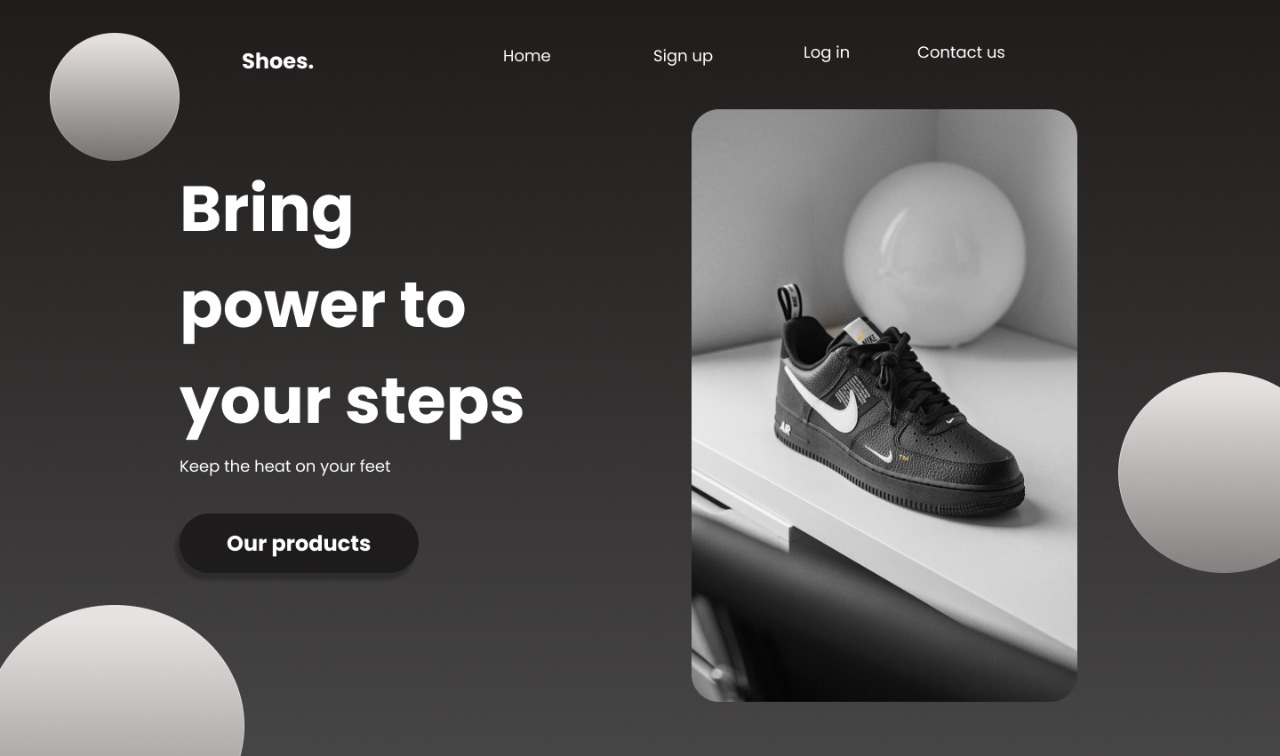 Shoes.
Home
Sign up
Log in
Contact us
Bring
power to
your steps
Keep the heat on your feet
Our products
AIR
TM